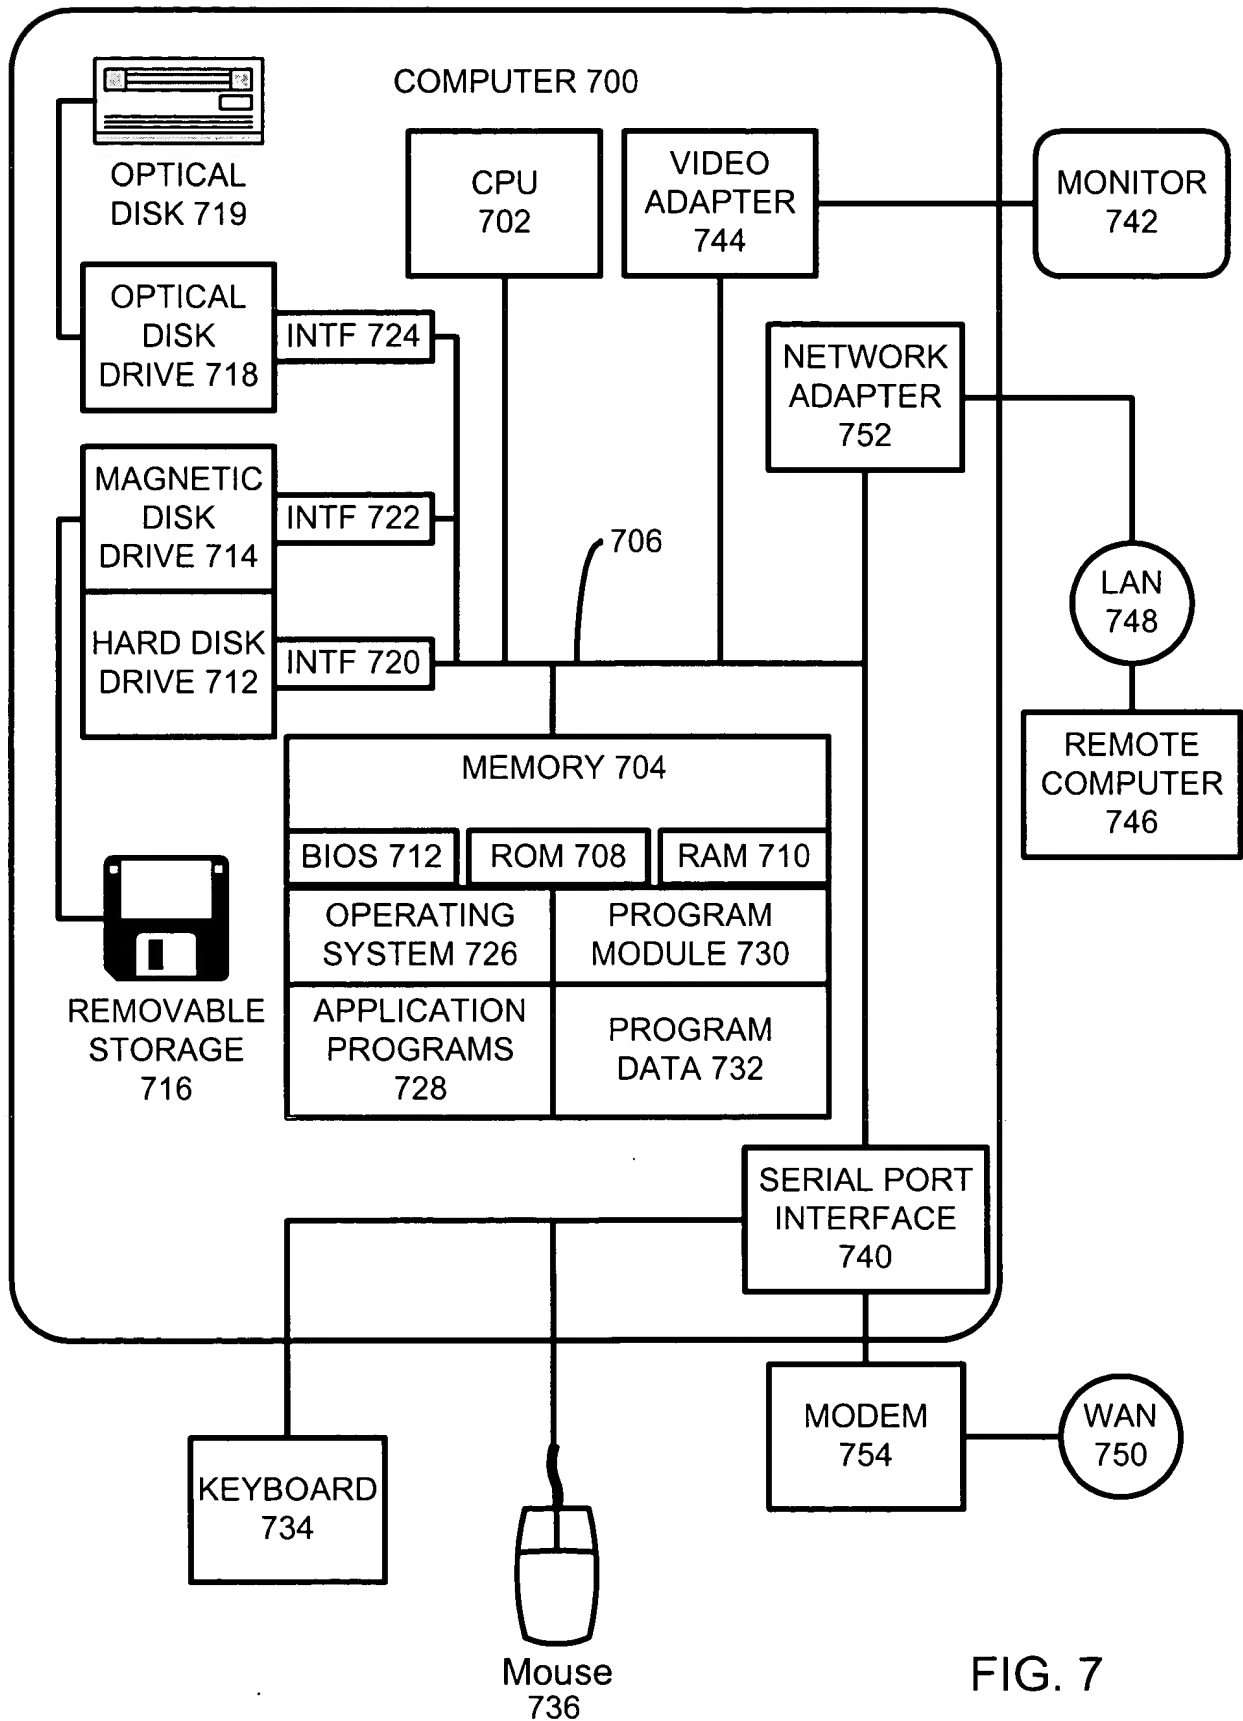 COMPUTER 700
OPTICAL
DISK 719
CPU
702
VIDEO
ADAPTER
744
MONITOR
742
OPTICAL
DISK
DRIVE 718
INTF 724
NETWORK
ADAPTER
752
MAGNETIC
DISK
DRIVE 714
INTF 722
706
LAN
748
HARD DISK
DRIVE 712
INTF 720
REMOTE
COMPUTER
746
MEMORY 704
BIOS 712
ROM 708
RAM 710
OPERATING
SYSTEM 726
PROGRAM
MODULE 730
REMOVABLE
STORAGE
716
APPLICATION
PROGRAMS
728
PROGRAM
DATA 732
SERIAL PORT
INTERFACE
740
MODEM
754
WAN
750
KEYBOARD
734
Mouse
736
FIG. 7